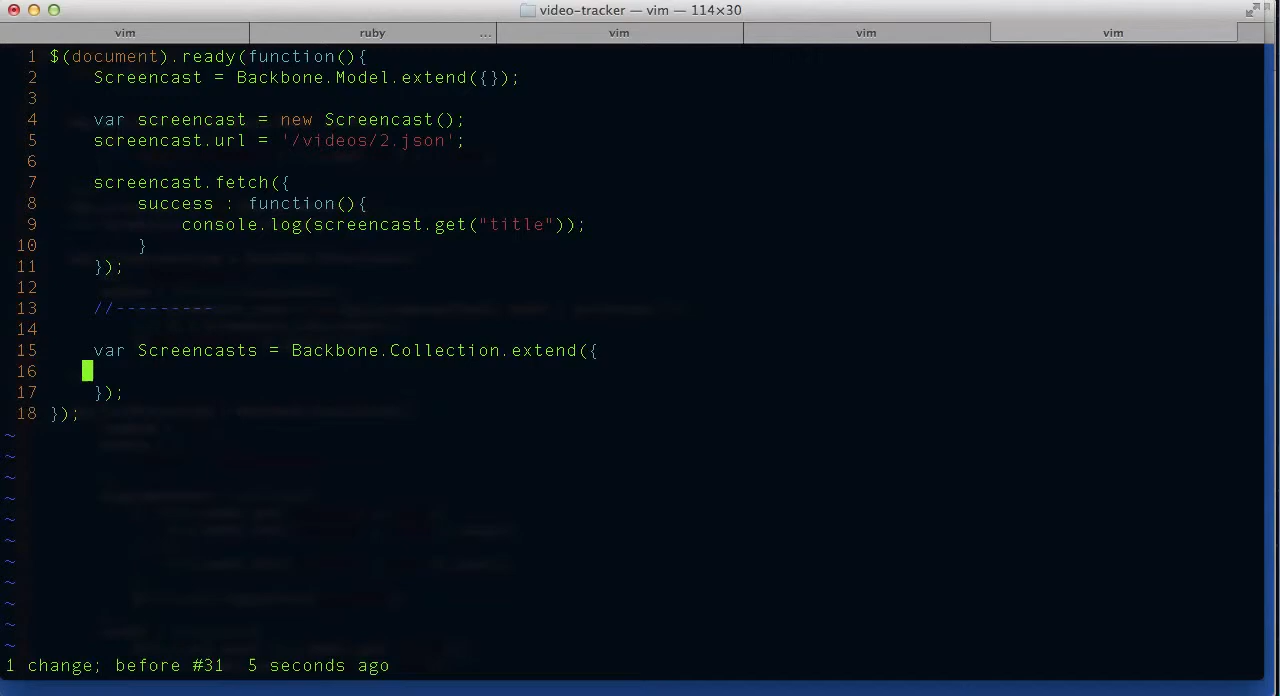 video-tracker — vim — 114×30
vim ruby ... vim vim vim
1 $(document).ready(function(){
2     Screencast = Backbone.Model.extend({});
3
4     var screencast = new Screencast();
5     screencast.url = '/videos/2.json';
6
7     screencast.fetch({
8         success : function(){
9             console.log(screencast.get("title"));
10         }
11     });
12
13     //---------
14
15     var Screencasts = Backbone.Collection.extend({
16
17     });
18 });
~
~
~
~
~
~
~
~
~
~
~
1 change; before #31  5 seconds ago